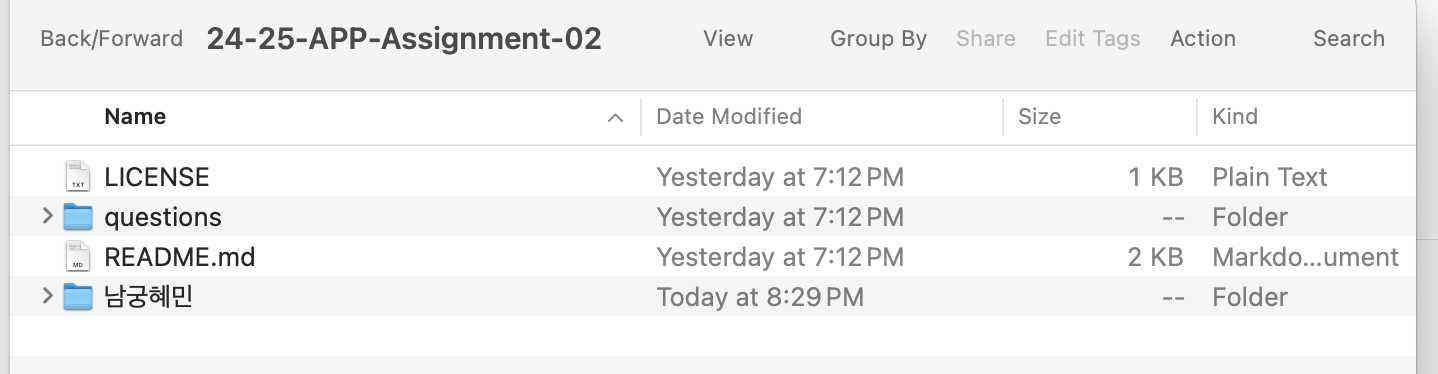 Back/Forward 24-25-APP-Assignment-02 View Group By Share Edit Tags Action Search
Name Date Modified Size Kind
TXT LICENSE Yesterday at 7:12 PM 1 KB Plain Text
questions Yesterday at 7:12 PM -- Folder
MD README.md Yesterday at 7:12 PM 2 KB Markdo...ument
남궁혜민 Today at 8:29 PM -- Folder